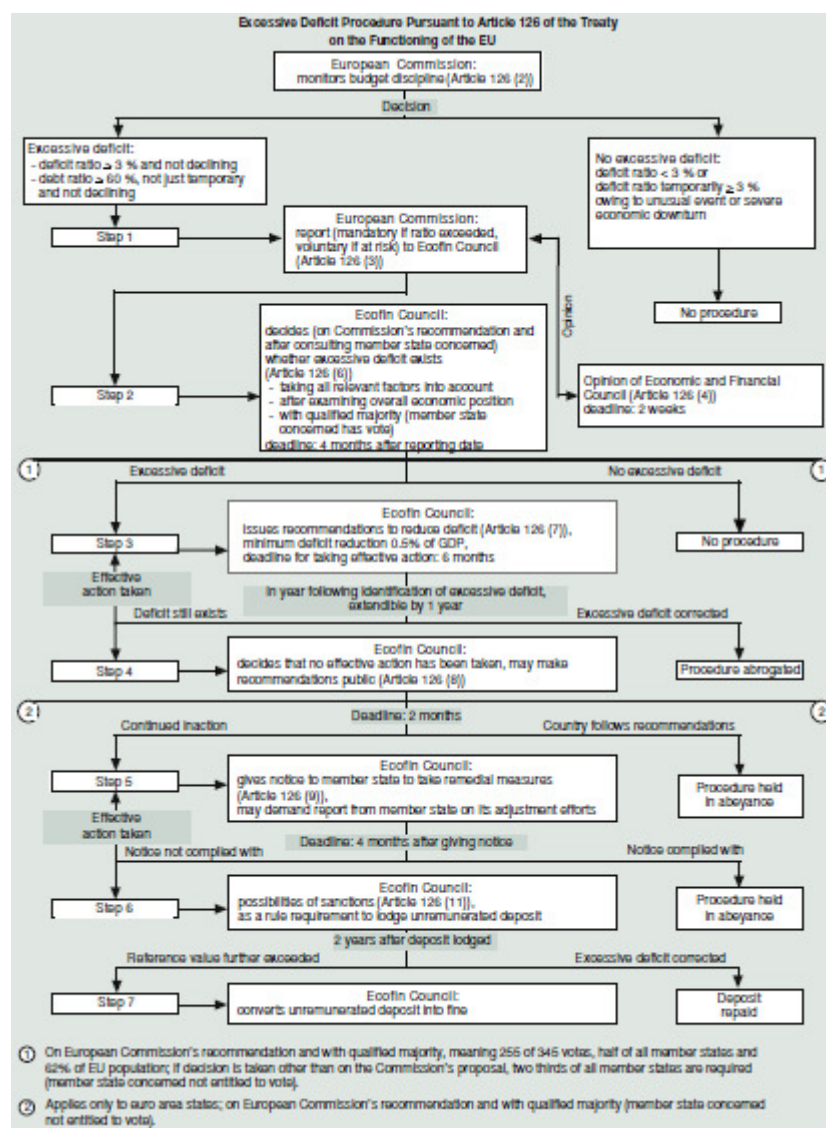 Excessive Deficit Procedure Pursuant to Article 126 of the Treaty
on the Functioning of the EU
European Commission:
monitors budget discipline (Article 126 (2))
Decision
Excessive deficit:
- deficit ratio ≥ 3 % and not declining
- debt ratio ≥ 60 %, not just temporary
and not declining
No excessive deficit:
deficit ratio < 3 % or
deficit ratio temporarily ≥ 3 %
owing to unusual event or severe
economic downturn
Step 1
European Commission:
report (mandatory if ratio exceeded,
voluntary if at risk) to Ecofin Council
(Article 126 (3))
Opinion
No procedure
Step 2
Ecofin Council:
decides (on Commission's recommendation and
after consulting member state concerned)
whether excessive deficit exists
(Article 126 (6))
- taking all relevant factors into account
- after examining overall economic position
- with qualified majority (member state
concerned has vote)
deadline: 4 months after reporting date
Opinion of Economic and Financial
Council (Article 126 (4))
deadline: 2 weeks
1 Excessive deficit No excessive deficit 1
Step 3
Ecofin Council:
issues recommendations to reduce deficit (Article 126 (7)),
minimum deficit reduction 0.5% of GDP,
deadline for taking effective action: 6 months
No procedure
Effective
action taken
In year following identification of excessive deficit,
extendible by 1 year
Deficit still exists Excessive deficit corrected
Step 4
Ecofin Council:
decides that no effective action has been taken, may make
recommendations public (Article 126 (8))
Procedure abrogated
2 Deadline: 2 months 2
Continued inaction Country follows recommendations
Step 5
Ecofin Council:
gives notice to member state to take remedial measures
(Article 126 (9)),
may demand report from member state on its adjustment efforts
Procedure held
in abeyance
Effective
action taken
Deadline: 4 months after giving notice
Notice not complied with Notice complied with
Step 6
Ecofin Council:
possibilities of sanctions (Article 126 (11)),
as a rule requirement to lodge unremunerated deposit
Procedure held
in abeyance
2 years after deposit lodged
Reference value further exceeded Excessive deficit corrected
Step 7
Ecofin Council:
converts unremunerated deposit into fine
Deposit
repaid
1 On European Commission's recommendation and with qualified majority, meaning 255 of 345 votes, half of all member states and
62% of EU population; if decision is taken other than on the Commission's proposal, two thirds of all member states are required
(member state concerned not entitled to vote).
2 Applies only to euro area states; on European Commission's recommendation and with qualified majority (member state concerned
not entitled to vote).